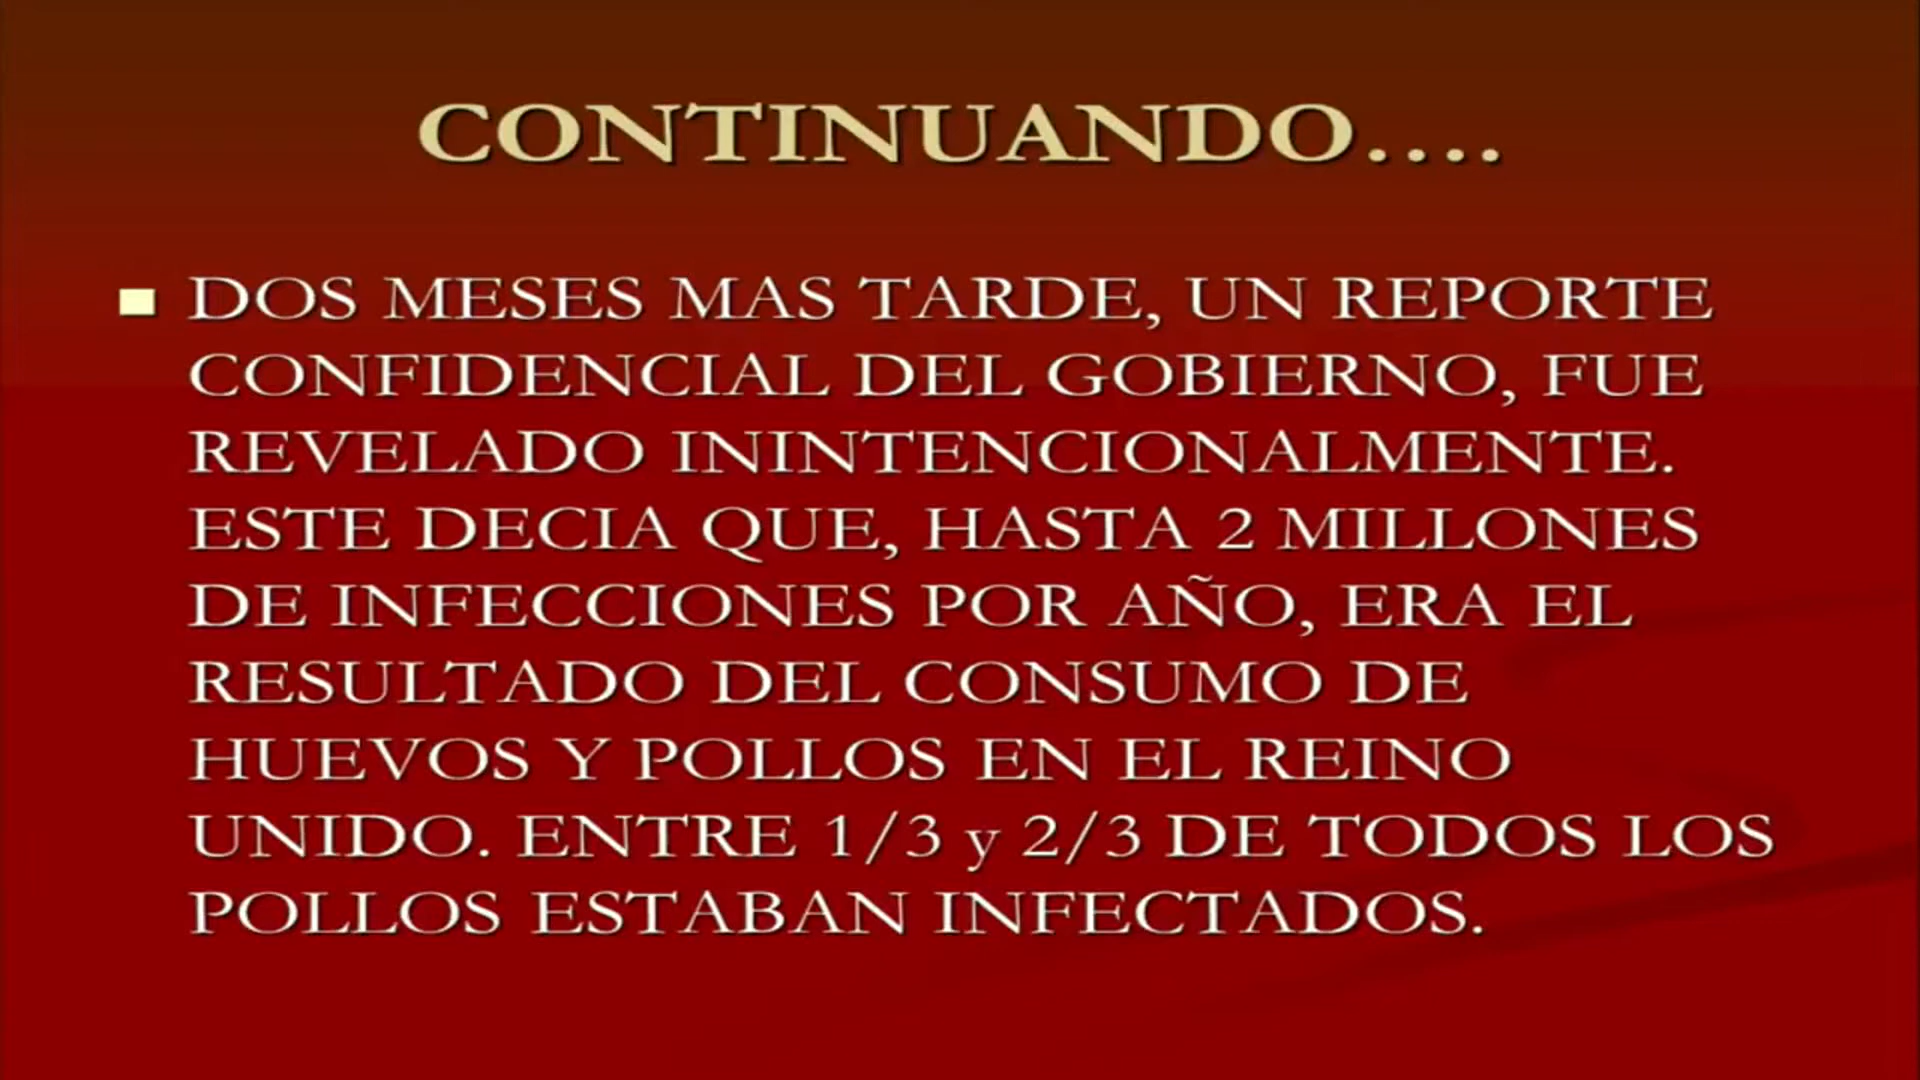 CONTINUANDO....
DOS MESES MAS TARDE, UN REPORTE
CONFIDENCIAL DEL GOBIERNO, FUE
REVELADO ININTENCIONALMENTE.
ESTE DECIA QUE, HASTA 2 MILLONES
DE INFECCIONES POR AÑO, ERA EL
RESULTADO DEL CONSUMO DE
HUEVOS Y POLLOS EN EL REINO
UNIDO. ENTRE 1/3 y 2/3 DE TODOS LOS
POLLOS ESTABAN INFECTADOS.